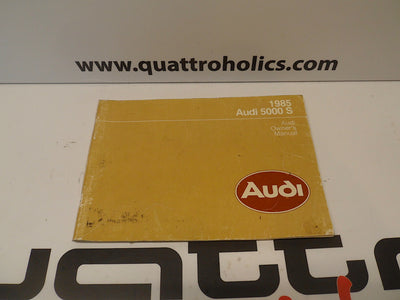 www.quattroholics.com
1985
Audi 5000 S
Audi
Owner's
Manual
Audi